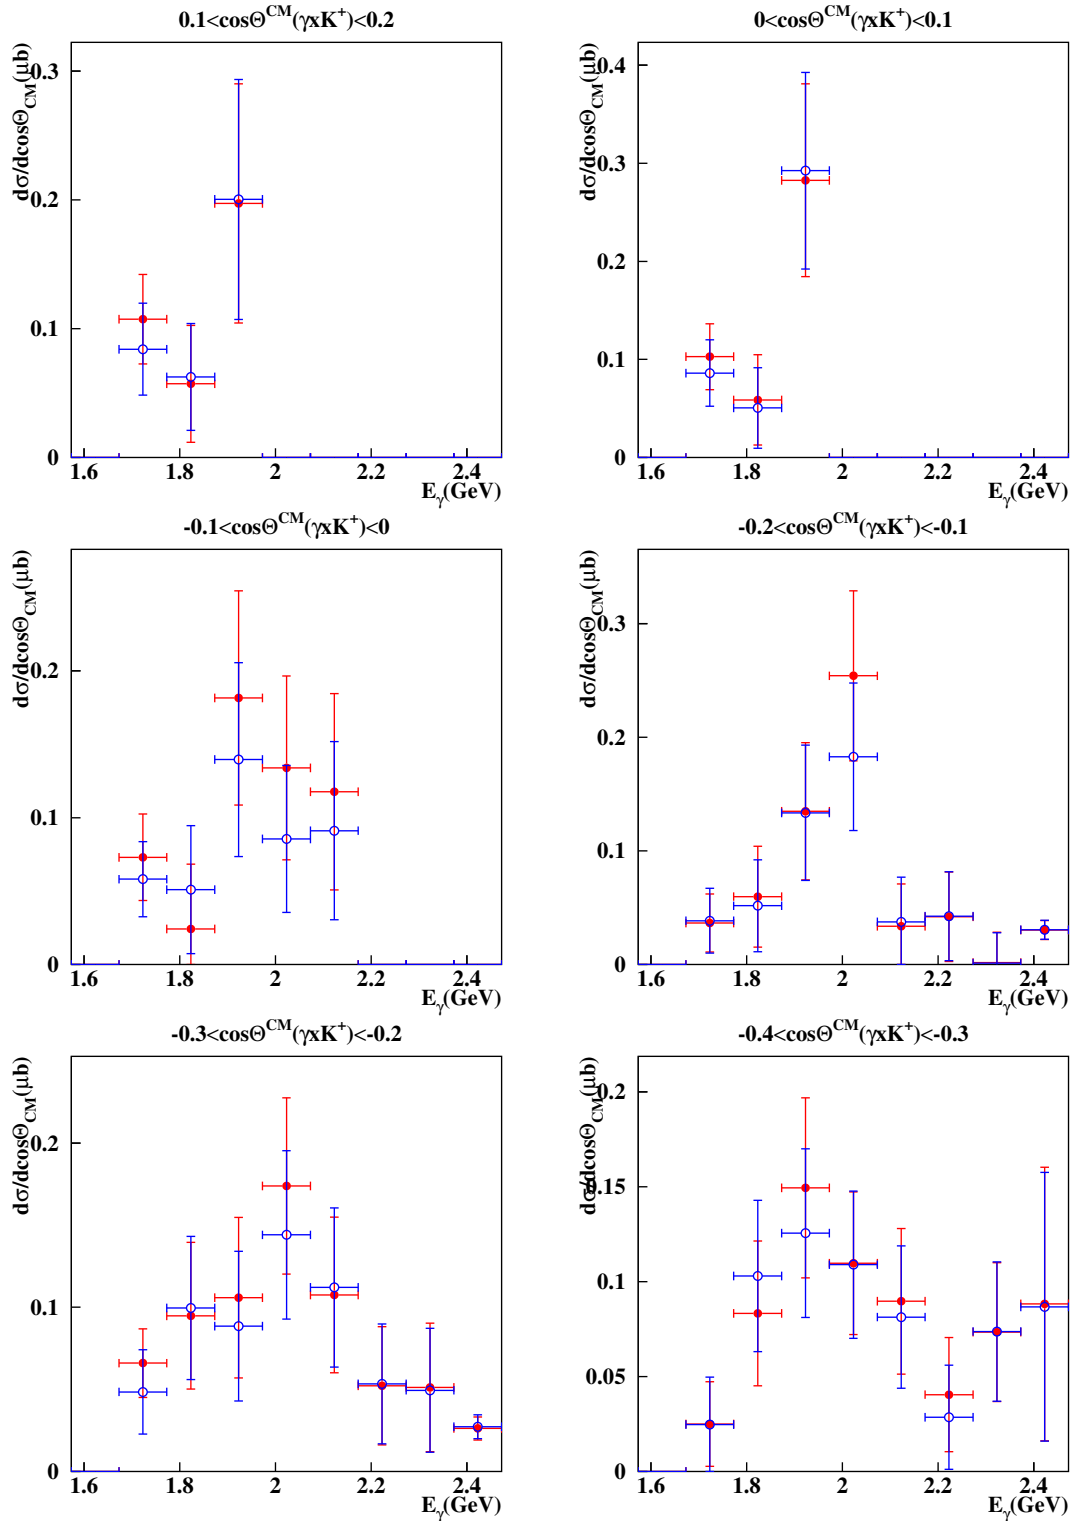 0.1<cosΘ^CM(γxK⁺)<0.2
dσ/dcosΘ_CM(μb)
0.3
0.2
0.1
0
1.6 1.8 2 2.2 2.4
E_γ(GeV)
0<cosΘ^CM(γxK⁺)<0.1
dσ/dcosΘ_CM(μb)
0.4
0.3
0.2
0.1
0
1.6 1.8 2 2.2 2.4
E_γ(GeV)
-0.1<cosΘ^CM(γxK⁺)<0
dσ/dcosΘ_CM(μb)
0.2
0.1
0
1.6 1.8 2 2.2 2.4
E_γ(GeV)
-0.2<cosΘ^CM(γxK⁺)<-0.1
dσ/dcosΘ_CM(μb)
0.3
0.2
0.1
0
1.6 1.8 2 2.2 2.4
E_γ(GeV)
-0.3<cosΘ^CM(γxK⁺)<-0.2
dσ/dcosΘ_CM(μb)
0.2
0.1
0
1.6 1.8 2 2.2 2.4
E_γ(GeV)
-0.4<cosΘ^CM(γxK⁺)<-0.3
dσ/dcosΘ_CM(μb)
0.2
0.15
0.1
0.05
0
1.6 1.8 2 2.2 2.4
E_γ(GeV)